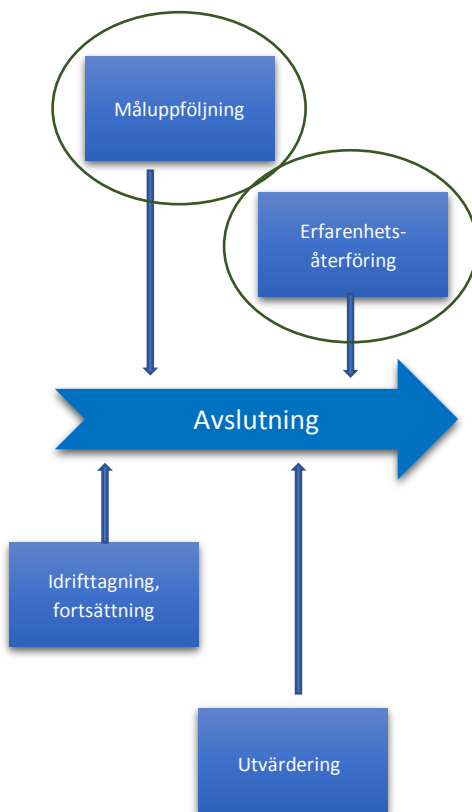 Måluppföljning
Erfarenhets-
återföring
Avslutning
Idrifttagning,
fortsättning
Utvärdering